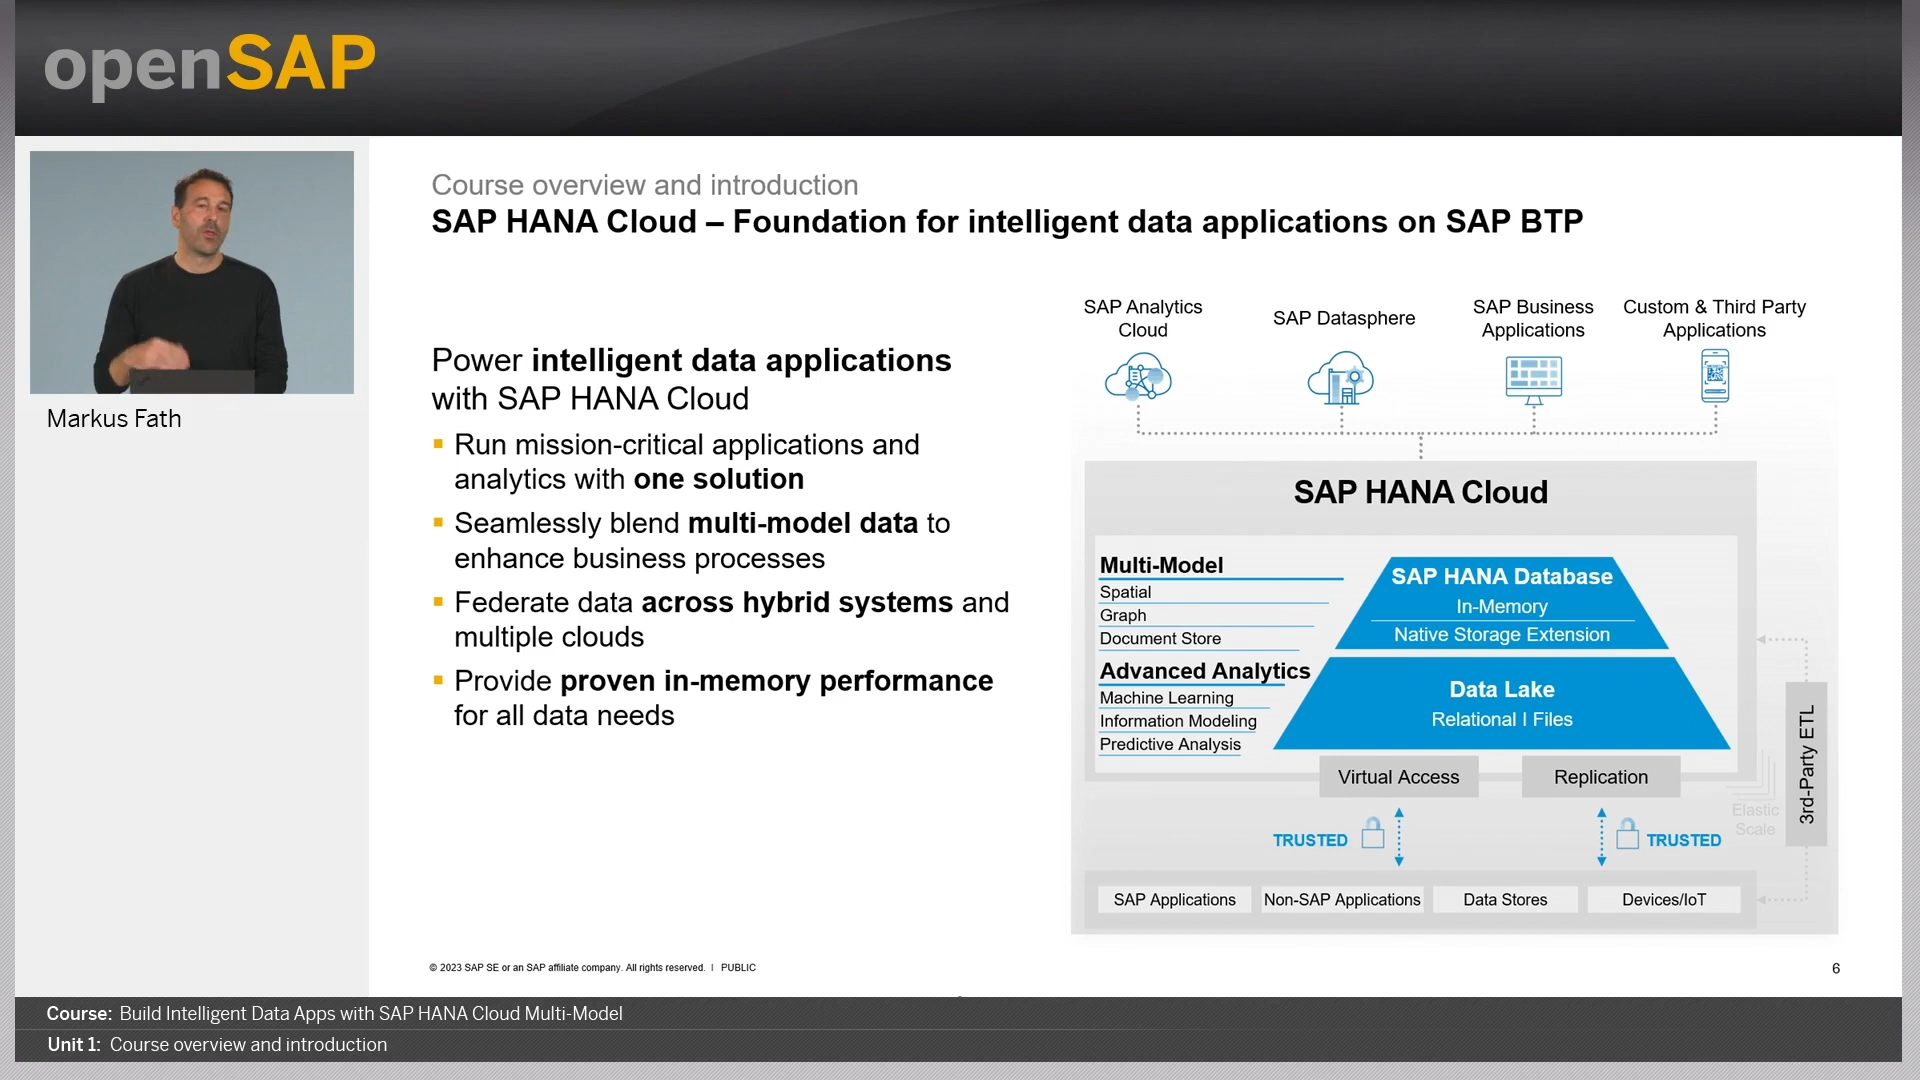 openSAP
Markus Fath
Course overview and introduction
SAP HANA Cloud – Foundation for intelligent data applications on SAP BTP
Power intelligent data applications
with SAP HANA Cloud
Run mission-critical applications and
analytics with one solution
Seamlessly blend multi-model data to
enhance business processes
Federate data across hybrid systems and
multiple clouds
Provide proven in-memory performance
for all data needs
SAP Analytics
Cloud
SAP Datasphere
SAP Business
Applications
Custom & Third Party
Applications
SAP HANA Cloud
Multi-Model
Spatial
Graph
Document Store
Advanced Analytics
Machine Learning
Information Modeling
Predictive Analysis
SAP HANA Database
In-Memory
Native Storage Extension
Data Lake
Relational I Files
Virtual Access
Replication
TRUSTED
TRUSTED
Elastic
Scale
3rd-Party ETL
SAP Applications
Non-SAP Applications
Data Stores
Devices/IoT
© 2023 SAP SE or an SAP affiliate company. All rights reserved. I PUBLIC
6
Course: Build Intelligent Data Apps with SAP HANA Cloud Multi-Model
Unit 1: Course overview and introduction